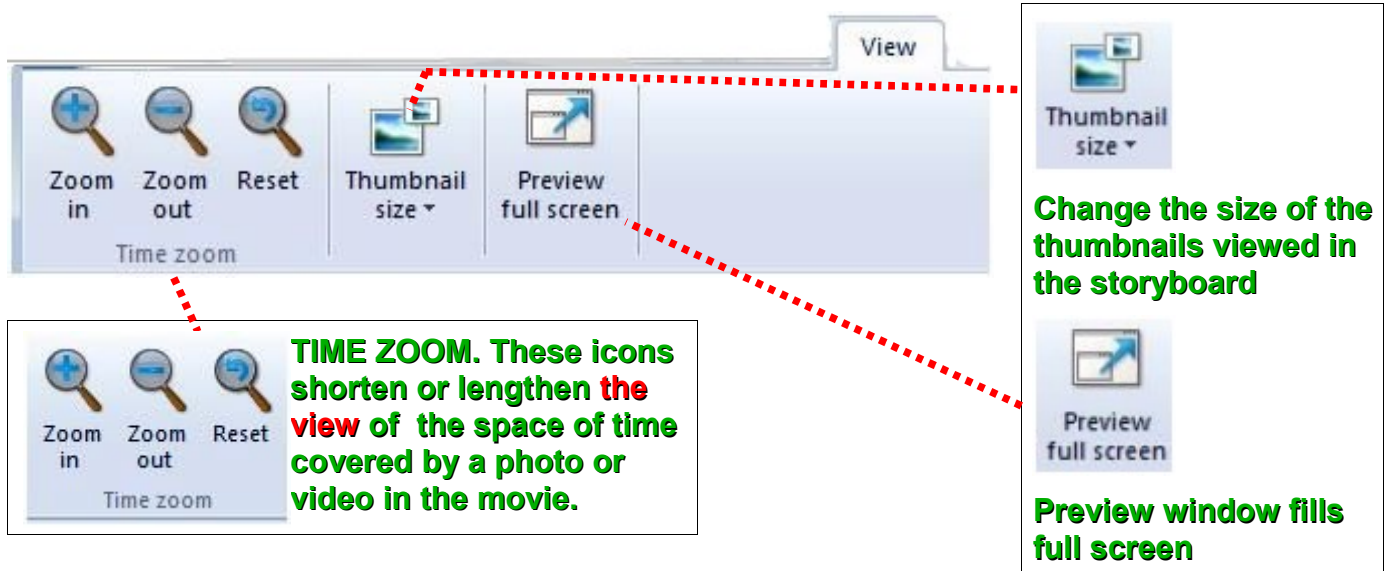 View
Zoom in
Zoom out
Reset
Thumbnail size
Preview full screen
Time zoom
Zoom in
Zoom out
Reset
Time zoom
TIME ZOOM. These icons
shorten or lengthen the
view of the space of time
covered by a photo or
video in the movie.
Thumbnail
size
Change the size of the
thumbnails viewed in
the storyboard
Preview
full screen
Preview window fills
full screen